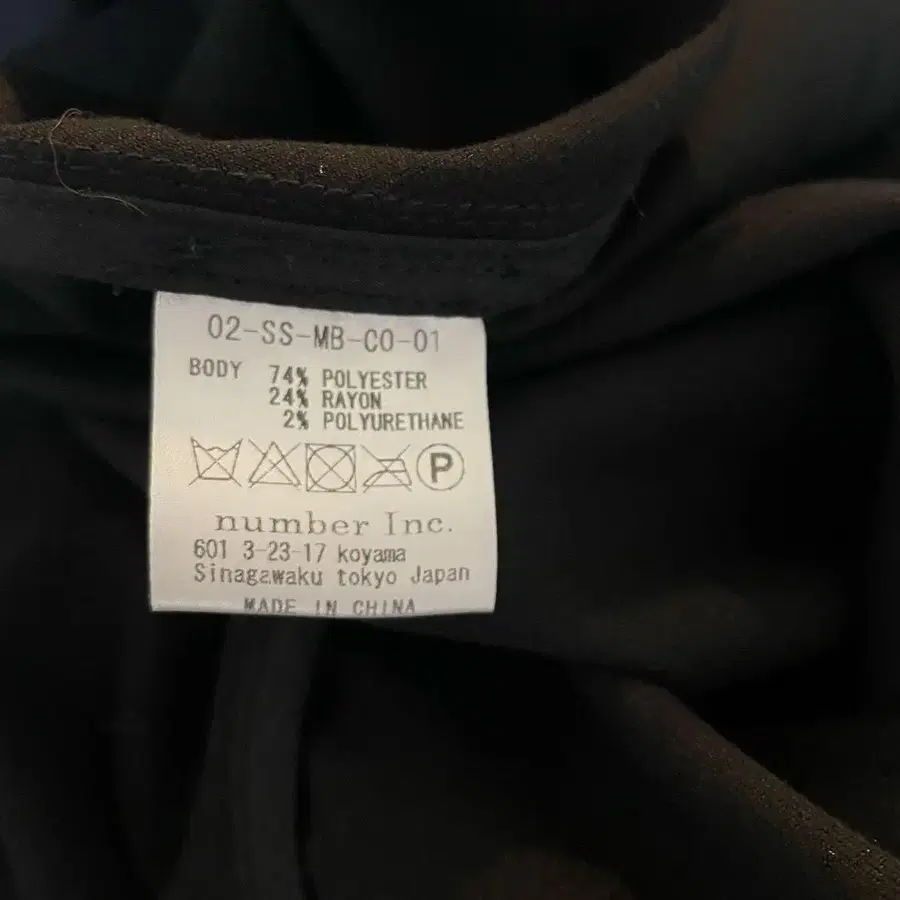 02-SS-MB-CO-01
BODY 74% POLYESTER
24% RAYON
2% POLYURETHANE
P
number Inc.
601 3-23-17 koyama
Sinagawaku tokyo Japan
MADE IN CHINA